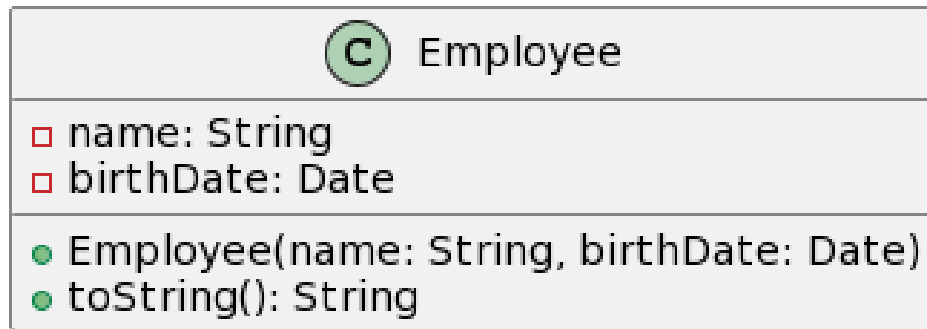 C Employee
name: String
birthDate: Date
Employee(name: String, birthDate: Date)
toString(): String